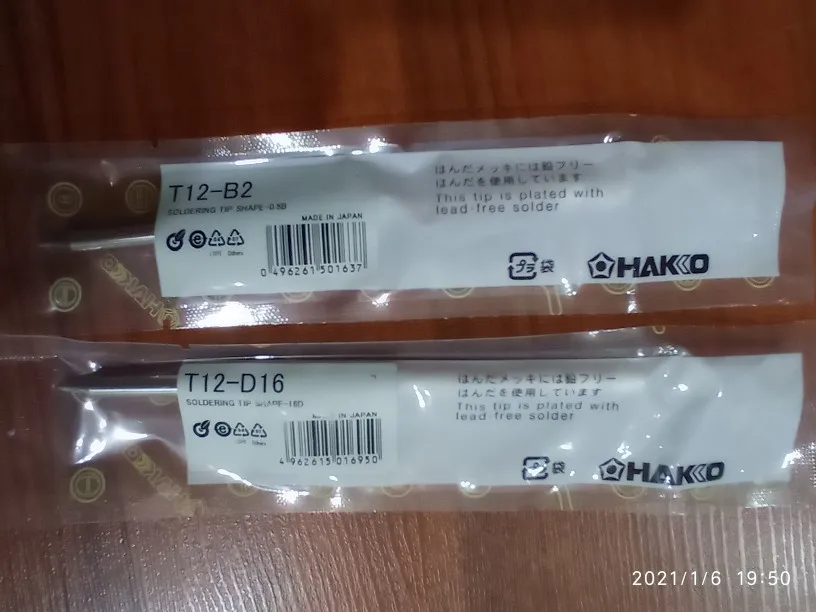 T12-B2
SOLDERING TIP SHAPE-0.5B
MADE IN JAPAN
0 496261 501637
はんだメッキには鉛フリー
はんだを使用しています
This tip is plated with
lead-free solder
プラ 袋
HAKKO
T12-D16
SOLDERING TIP SHAPE-16D
IN JAPAN
4 962615 016950
はんだメッキには鉛フリー
はんだを使用しています
This tip is plated with
lead-free solder
袋
HAKKO
2021/1/6 19:50